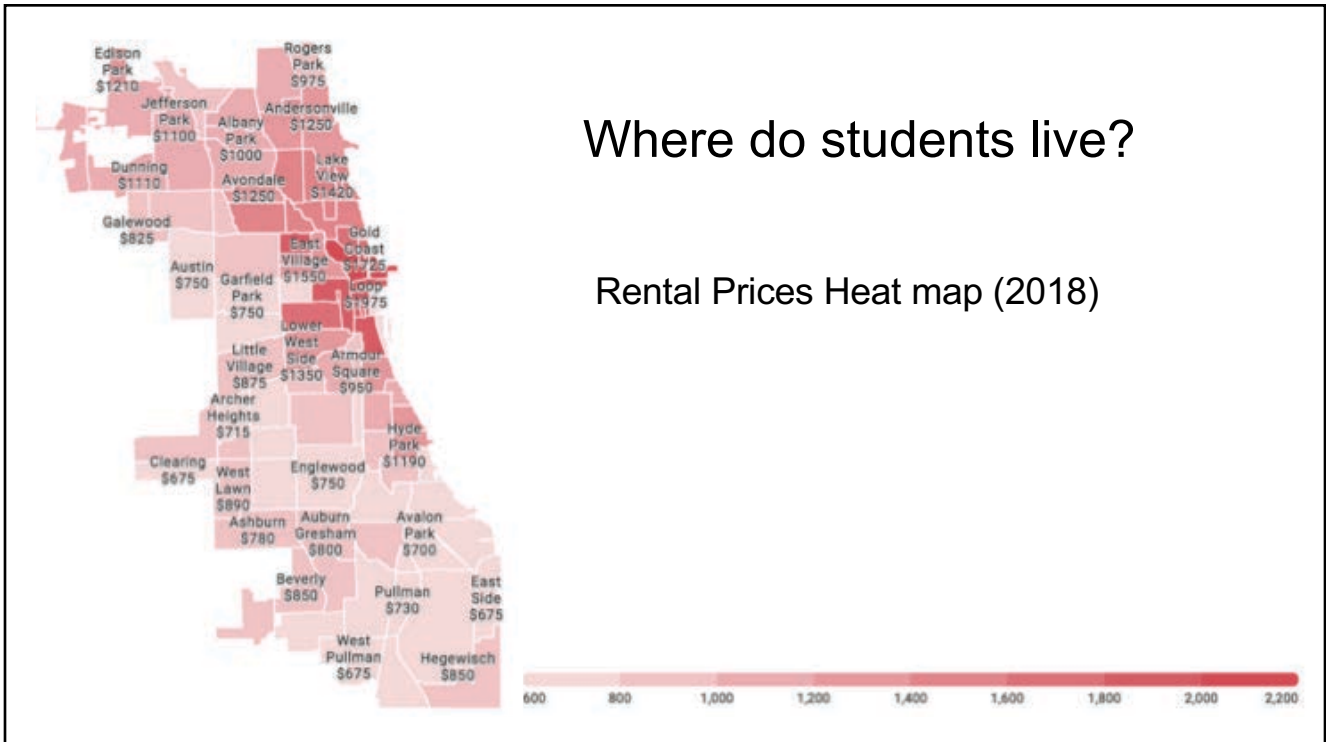 Where do students live?
Rental Prices Heat map (2018)
Edison
Park
$1210
Rogers
Park
$975
Jefferson
Park
$1100
Albany
Park
$1000
Andersonville
$1250
Dunning
$1110
Avondale
$1250
Lake
View
$1420
Galewood
$825
East
Village
$1550
Gold
Coast
$1725
Austin
$750
Garfield
Park
$750
Loop
$1975
Lower
West
Side
$1350
Little
Village
$875
Armour
Square
$950
Archer
Heights
$715
Hyde
Park
$1190
Clearing
$675
West
Lawn
$890
Englewood
$750
Ashburn
$780
Auburn
Gresham
$800
Avalon
Park
$700
Beverly
$850
Pullman
$730
East
Side
$675
West
Pullman
$675
Hegewisch
$850
600 800 1,000 1,200 1,400 1,600 1,800 2,000 2,200